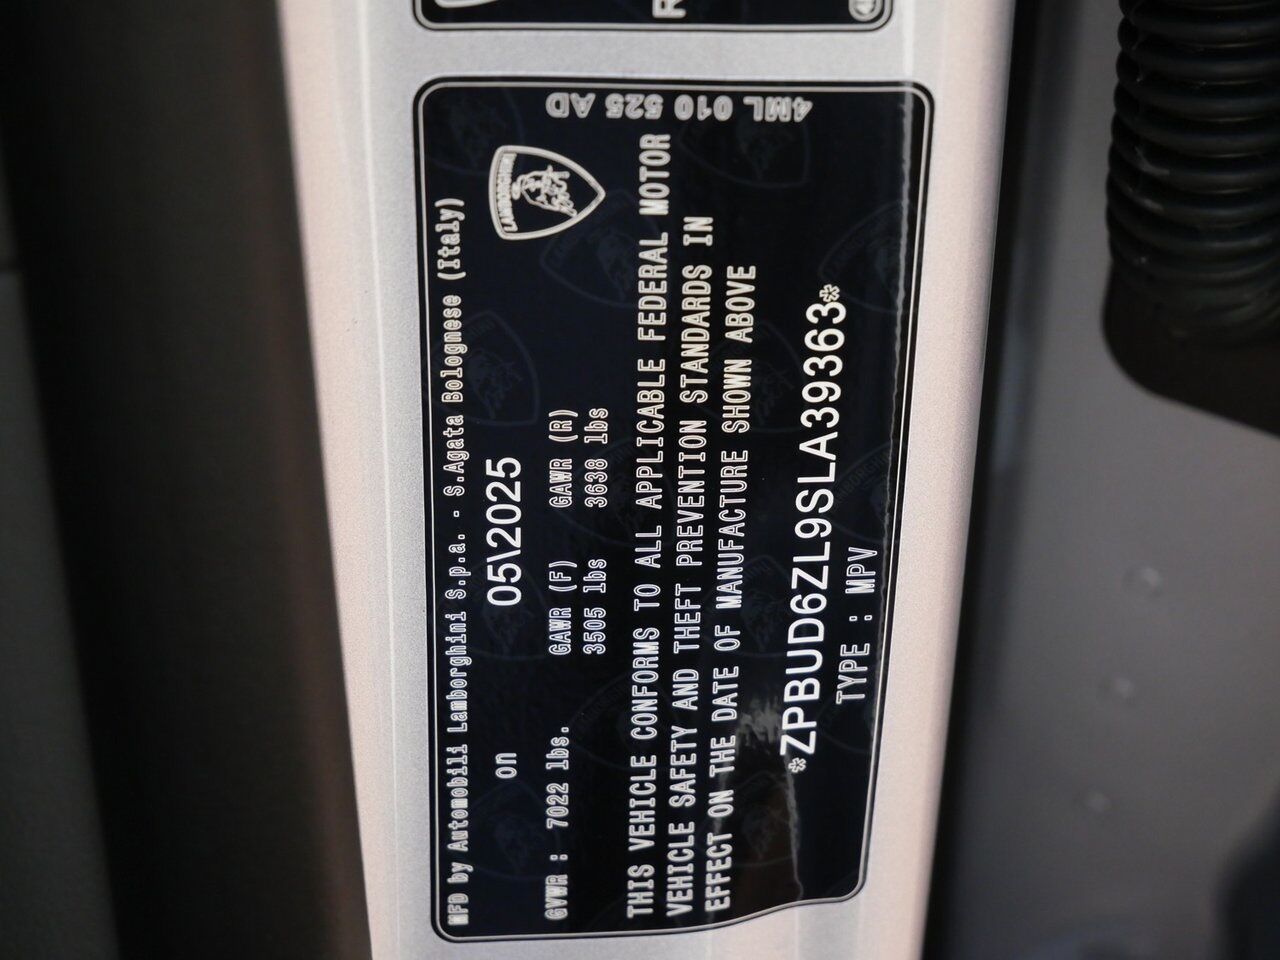 MFD by Automobili Lamborghini S.p.a. - S.Agata Bolognese (Italy)
on 05\2025
LAMBORGHINI
GVWR : 7022 lbs. GAWR (F) GAWR (R)
3505 lbs 3638 lbs
THIS VEHICLE CONFORMS TO ALL APPLICABLE FEDERAL MOTOR
VEHICLE SAFETY AND THEFT PREVENTION STANDARDS IN
EFFECT ON THE DATE OF MANUFACTURE SHOWN ABOVE
*ZPBUD6ZL9SLA39363*
TYPE : MPV
4ML 010 525 AD